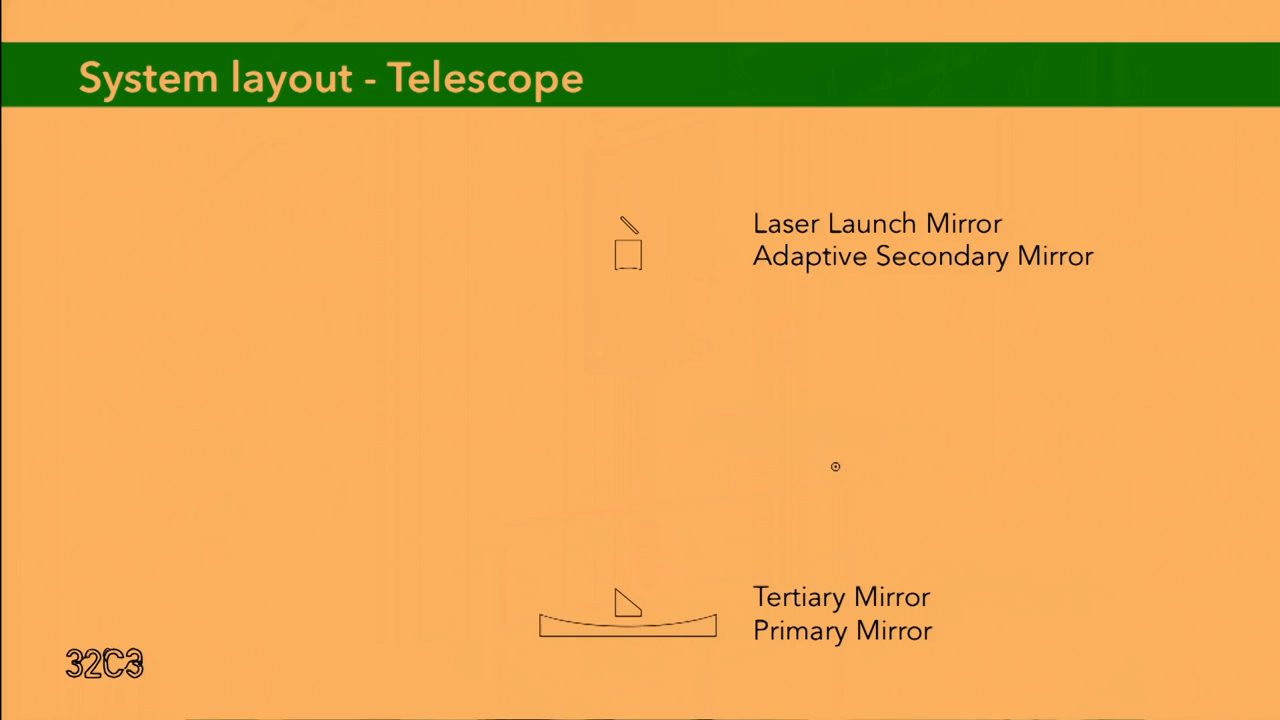 System layout - Telescope
Laser Launch Mirror
Adaptive Secondary Mirror
Tertiary Mirror
Primary Mirror
32C3